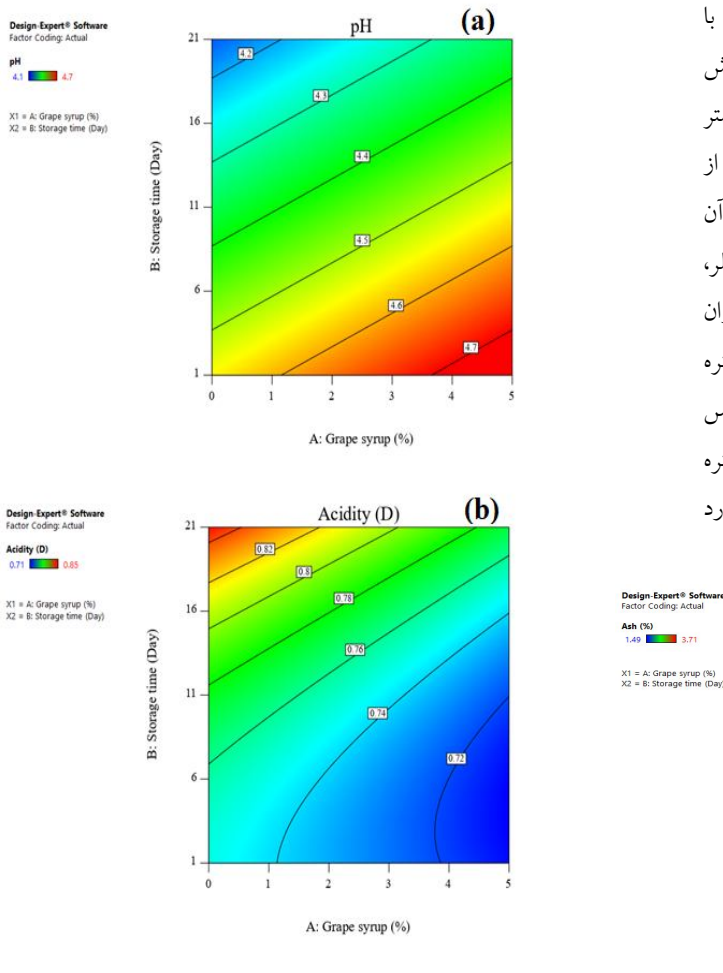 Design-Expert® Software
Factor Coding: Actual
pH
4.1 4.7
X1 = A: Grape syrup (%)
X2 = B: Storage time (Day)
pH
(a)
B: Storage time (Day)
21
16
11
6
1
4.2
4.3
4.4
4.5
4.6
4.7
0 1 2 3 4 5
A: Grape syrup (%)
Design-Expert® Software
Factor Coding: Actual
Acidity (D)
0.71 0.85
X1 = A: Grape syrup (%)
X2 = B: Storage time (Day)
Acidity (D)
(b)
B: Storage time (Day)
21
16
11
6
1
0.82
0.8
0.78
0.76
0.74
0.72
0 1 2 3 4 5
A: Grape syrup (%)
با
از
آن
Design-Expert® Software
Factor Coding: Actual
Ash (%)
1.49 3.71
X1 = A: Grape syrup (%)
X2 = B: Storage time (Day)